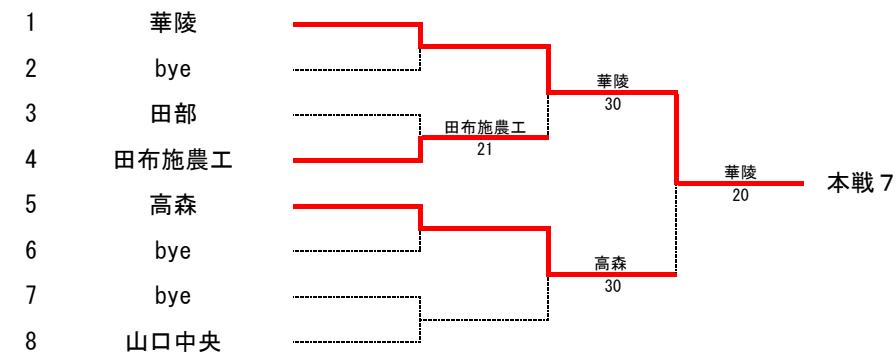 1 華陵
2 bye
3 田部
4 田布施農工
5 高森
6 bye
7 bye
8 山口中央
田布施農工
21
華陵
30
高森
30
華陵
20
本戦7